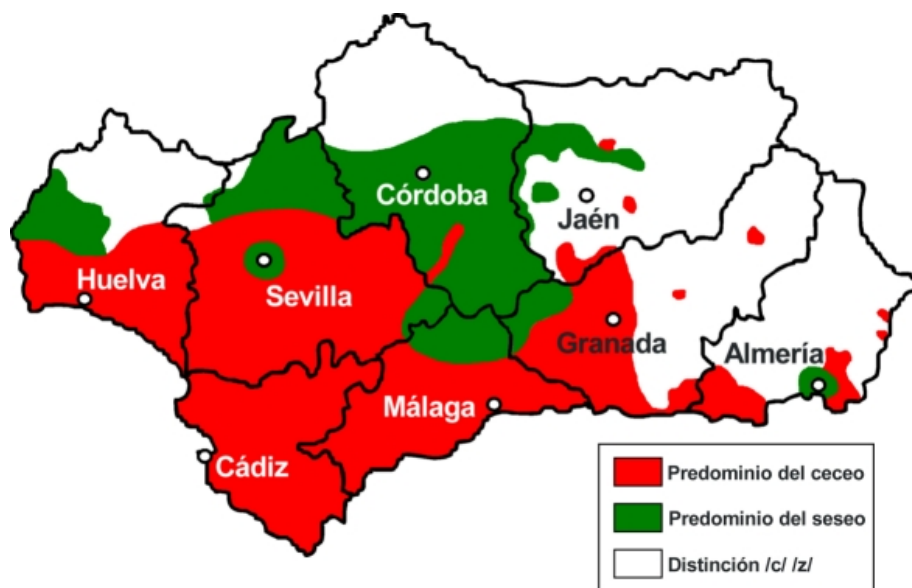 Córdoba
Jaén
Huelva
Sevilla
Granada
Almería
Málaga
Cádiz
Predominio del ceceo
Predominio del seseo
Distinción /c/ /z/